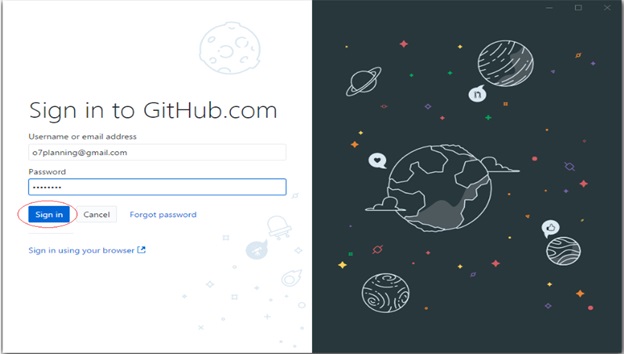 Sign in to GitHub.com
Username or email address
o7planning@gmail.com
Password
••••••••
Sign in Cancel Forgot password
Sign in using your browser